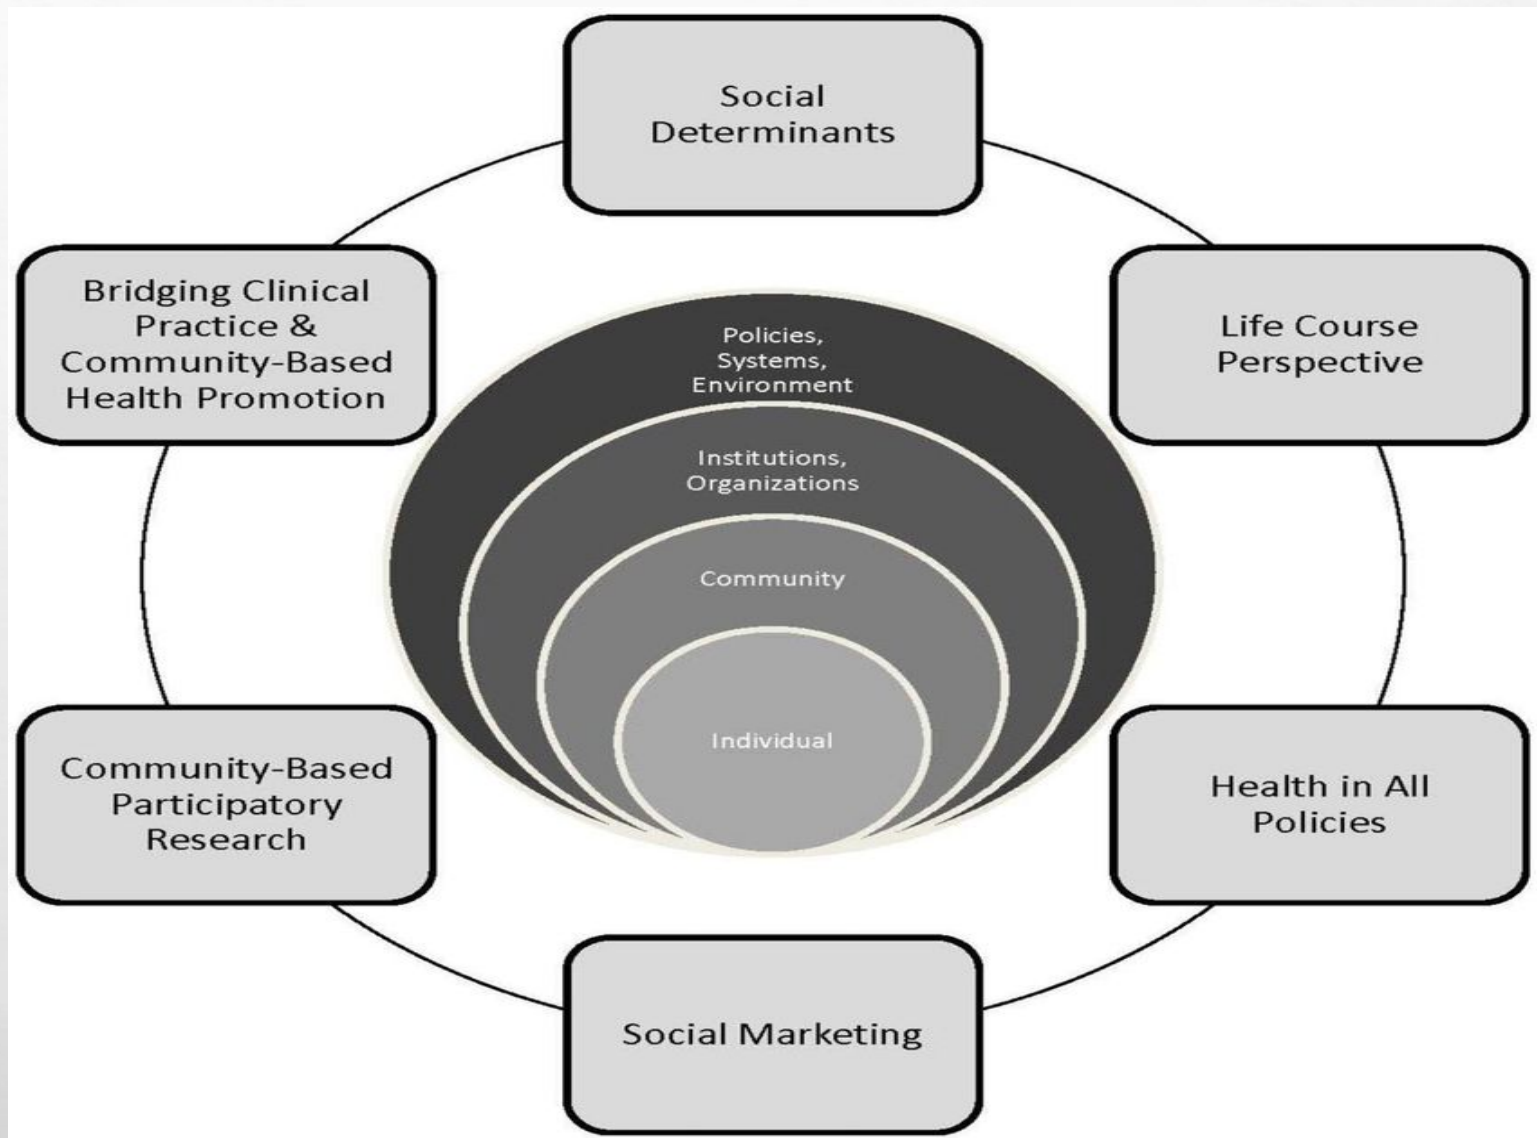 Social
Determinants
Bridging Clinical
Practice &
Community-Based
Health Promotion
Life Course
Perspective
Policies,
Systems,
Environment
Institutions,
Organizations
Community
Individual
Community-Based
Participatory
Research
Health in All
Policies
Social Marketing